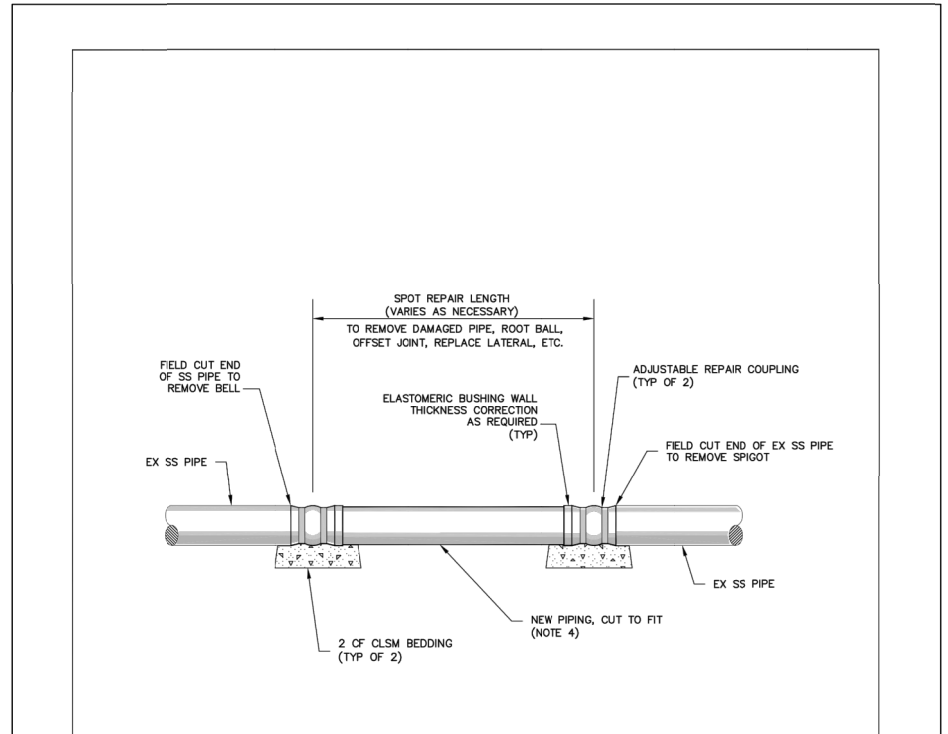 SPOT REPAIR LENGTH
(VARIES AS NECESSARY)
TO REMOVE DAMAGED PIPE, ROOT BALL,
OFFSET JOINT, REPLACE LATERAL, ETC.
FIELD CUT END
OF SS PIPE TO
REMOVE BELL
ELASTOMERIC BUSHING WALL
THICKNESS CORRECTION
AS REQUIRED
(TYP)
ADJUSTABLE REPAIR COUPLING
(TYP OF 2)
FIELD CUT END OF EX SS PIPE
TO REMOVE SPIGOT
EX SS PIPE
EX SS PIPE
NEW PIPING, CUT TO FIT
(NOTE 4)
2 CF CLSM BEDDING
(TYP OF 2)